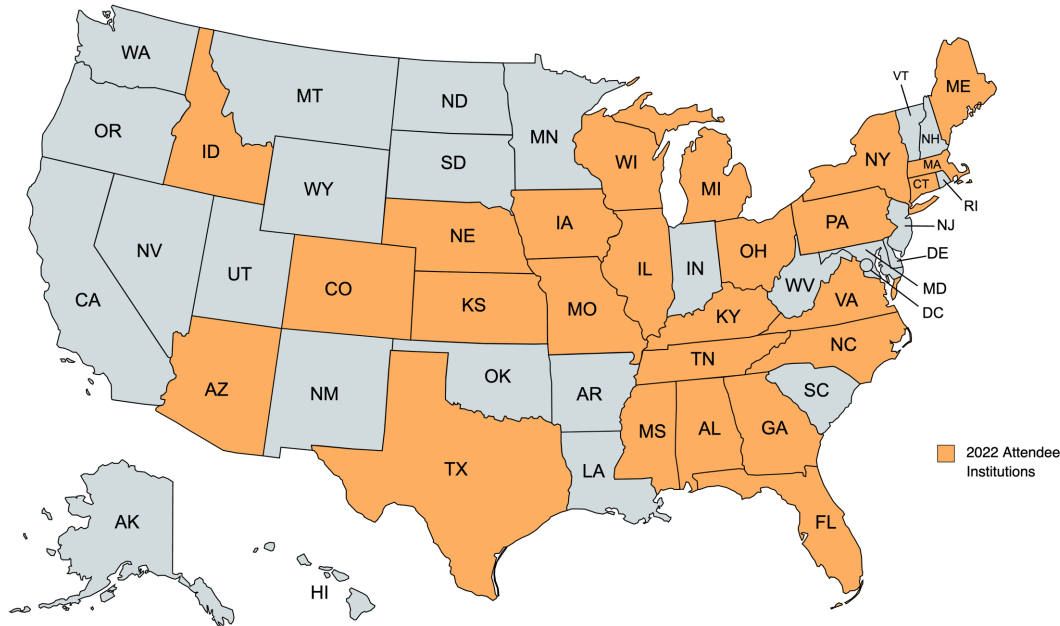 WA
MT
ND
MN
VT
ME
OR
ID
SD
WI
MI
NY
NH
MA
CT
RI
WY
NV
UT
NE
IA
PA
NJ
CA
CO
KS
IL
IN
OH
DE
MO
WV
VA
MD
KY
DC
AZ
NM
OK
AR
TN
NC
SC
MS
AL
GA
TX
LA
2022 Attendee
Institutions
AK
FL
HI